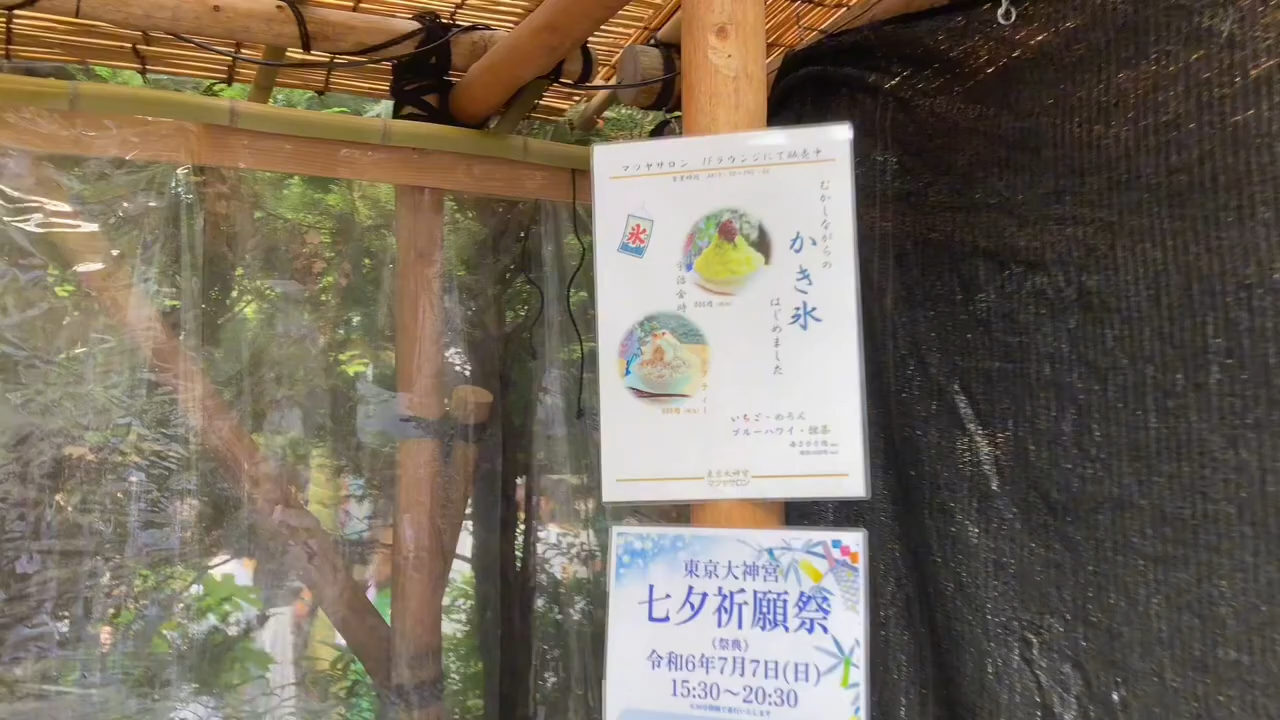 マツヤサロン 1Fラウンジにて販売中
むかしながらの
かき氷
はじめました
氷
宇治金時
いちご・めろん
ブルーハワイ・抹茶
東京大神宮
マツヤサロン
東京大神宮
七夕祈願祭
《祭典》
令和6年7月7日(日)
15:30～20:30